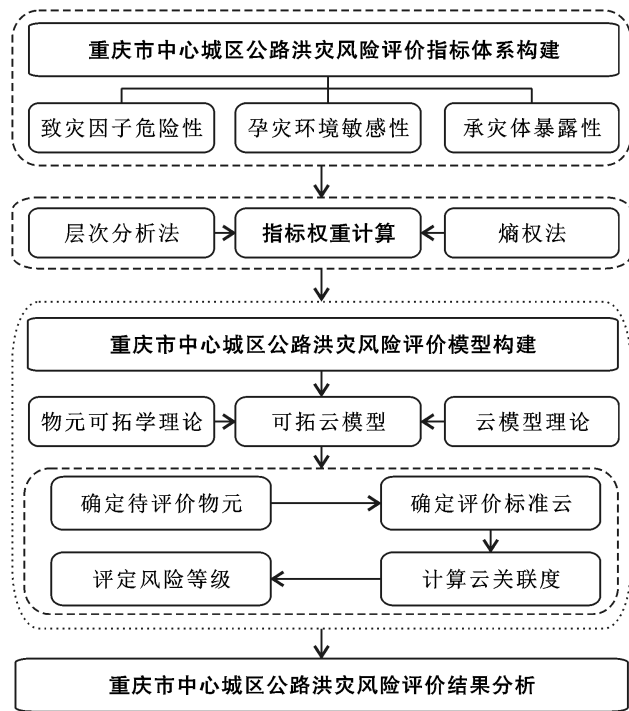 重庆市中心城区公路洪灾风险评价指标体系构建
致灾因子危险性
孕灾环境敏感性
承灾体暴露性
层次分析法
指标权重计算
熵权法
重庆市中心城区公路洪灾风险评价模型构建
物元可拓学理论
可拓云模型
云模型理论
确定待评价物元
确定评价标准云
评定风险等级
计算云关联度
重庆市中心城区公路洪灾风险评价结果分析